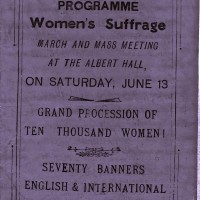 PROGRAMME
Women's Suffrage
MARCH AND MASS MEETING
AT THE ALBERT HALL,
ON SATURDAY, JUNE 13
GRAND PROCESSION OF
TEN THOUSAND WOMEN!
SEVENTY BANNERS
ENGLISH & INTERNATIONAL